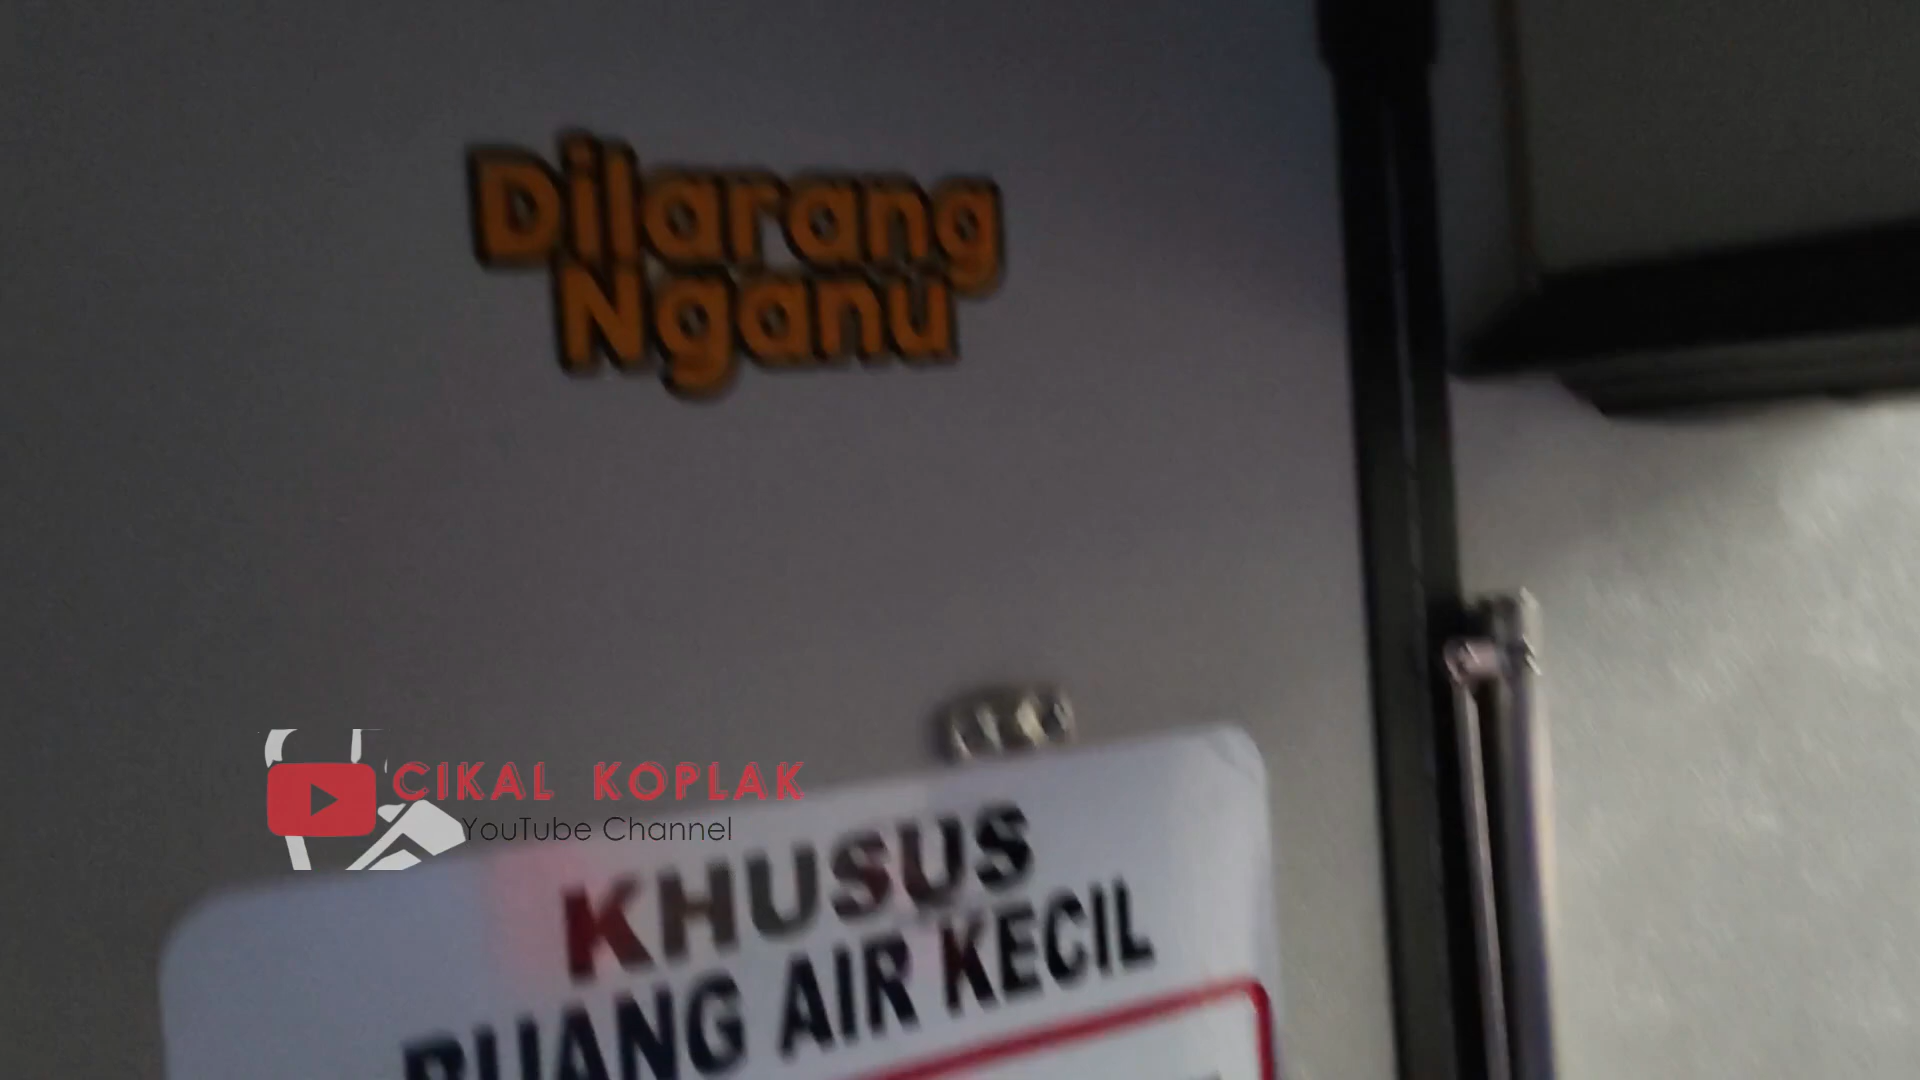 Dilarang
Nganu
CIKAL KOPLAK
YouTube Channel
KHUSUS
BUANG AIR KECIL